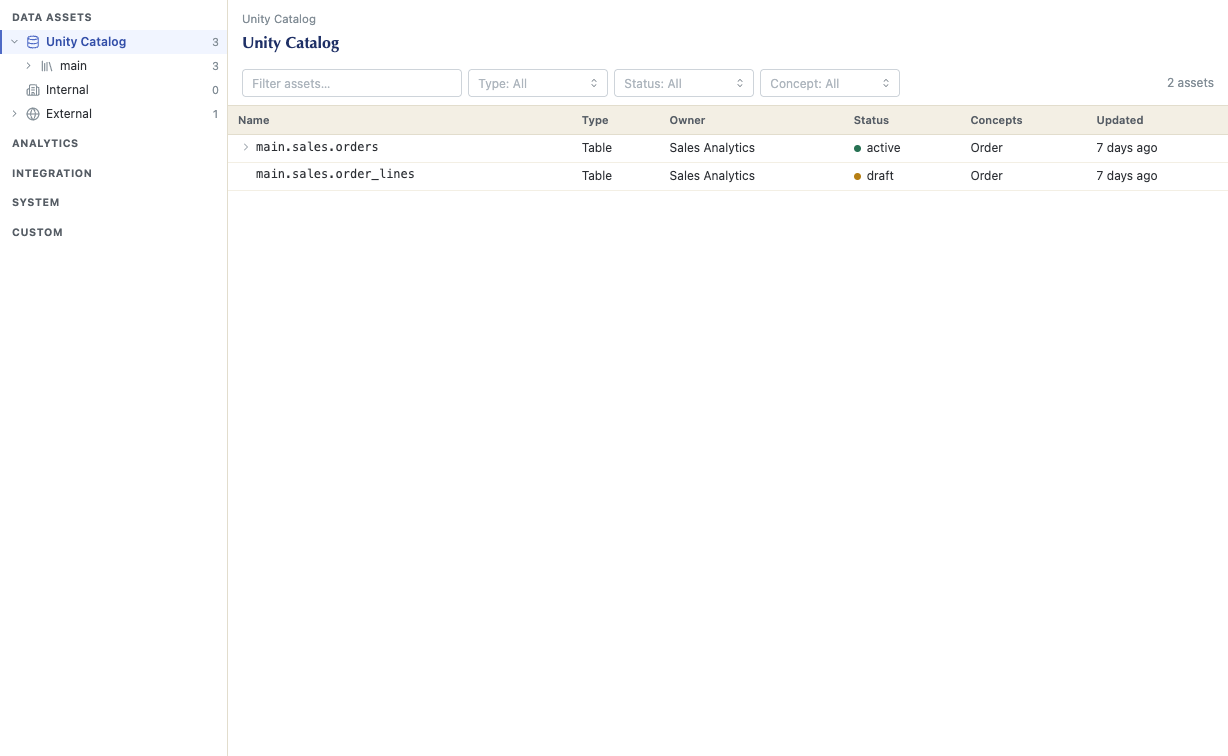 DATA ASSETS
Unity Catalog 3
main 3
Internal 0
External 1
ANALYTICS
INTEGRATION
SYSTEM
CUSTOM
Unity Catalog
Unity Catalog
Filter assets... Type: All Status: All Concept: All 2 assets
Name Type Owner Status Concepts Updated
main.sales.orders Table Sales Analytics active Order 7 days ago
main.sales.order_lines Table Sales Analytics draft Order 7 days ago